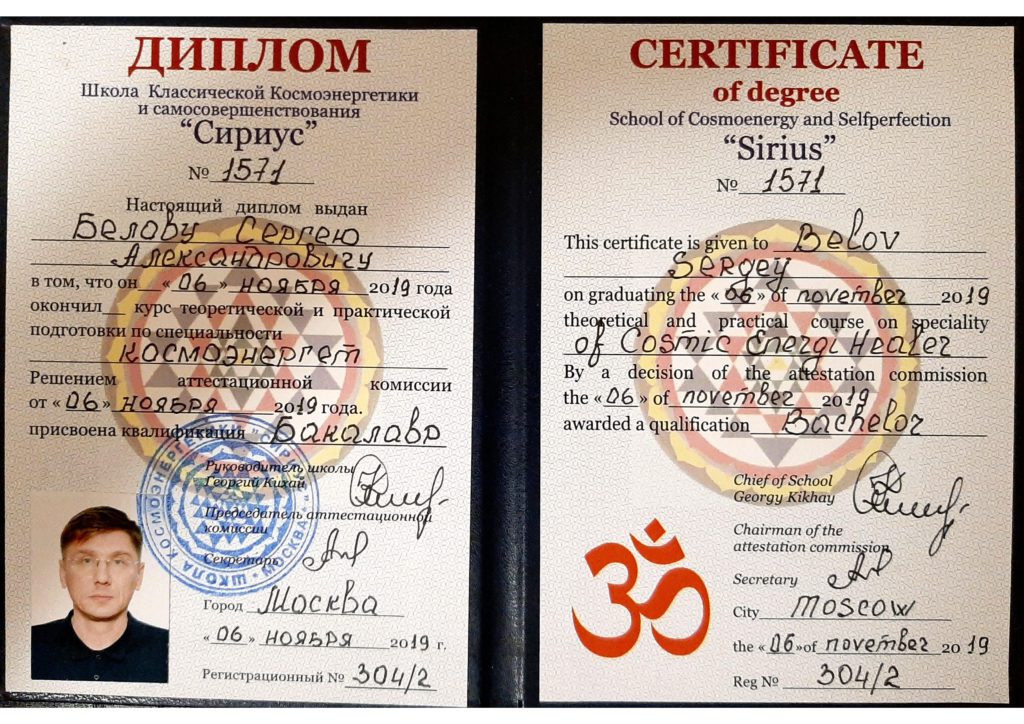 ДИПЛОМ
Школа Классической Космоэнергетики
и самосовершенствования
“Сириус”
№ 1571
Настоящий диплом выдан
Белову Сергею
Александровичу
в том, что он « 06 » ноября 2019 года
окончил__ курс теоретической и практической
подготовки по специальности
космоэнергет
Решением аттестационной комиссии
от « 06 » ноября 2019 года.
присвоена квалификация Бакалавр
Руководитель школы
Георгий Кихай
Председатель аттестационной
комиссии
Секретарь
Город Москва
« 06 » ноября 2019 г.
Регистрационный № 304/2
ШКОЛА КОСМОЭНЕРГЕТИКИ МОСКВА
CERTIFICATE
of degree
School of Cosmoenergy and Selfperfection
“Sirius”
№ 1571
This certificate is given to Belov
Sergey
on graduating the « 06 » of november 2019
theoretical and practical course on speciality
of Cosmic Energi Healer
By a decision of the attestation commission
the « 06 » of november 2019
awarded a qualification Bachelor
Chief of School
Georgy Kikhay
Chairman of the
attestation commission
Secretary
City Moscow
the « 06 »of november 2019
Reg № 304/2